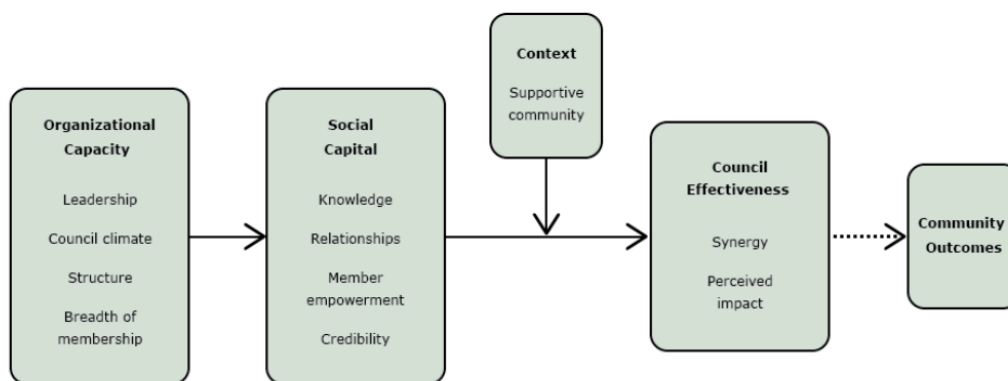 Organizational
Capacity
Leadership
Council climate
Structure
Breadth of
membership
Social
Capital
Knowledge
Relationships
Member
empowerment
Credibility
Context
Supportive
community
Council
Effectiveness
Synergy
Perceived
impact
Community
Outcomes